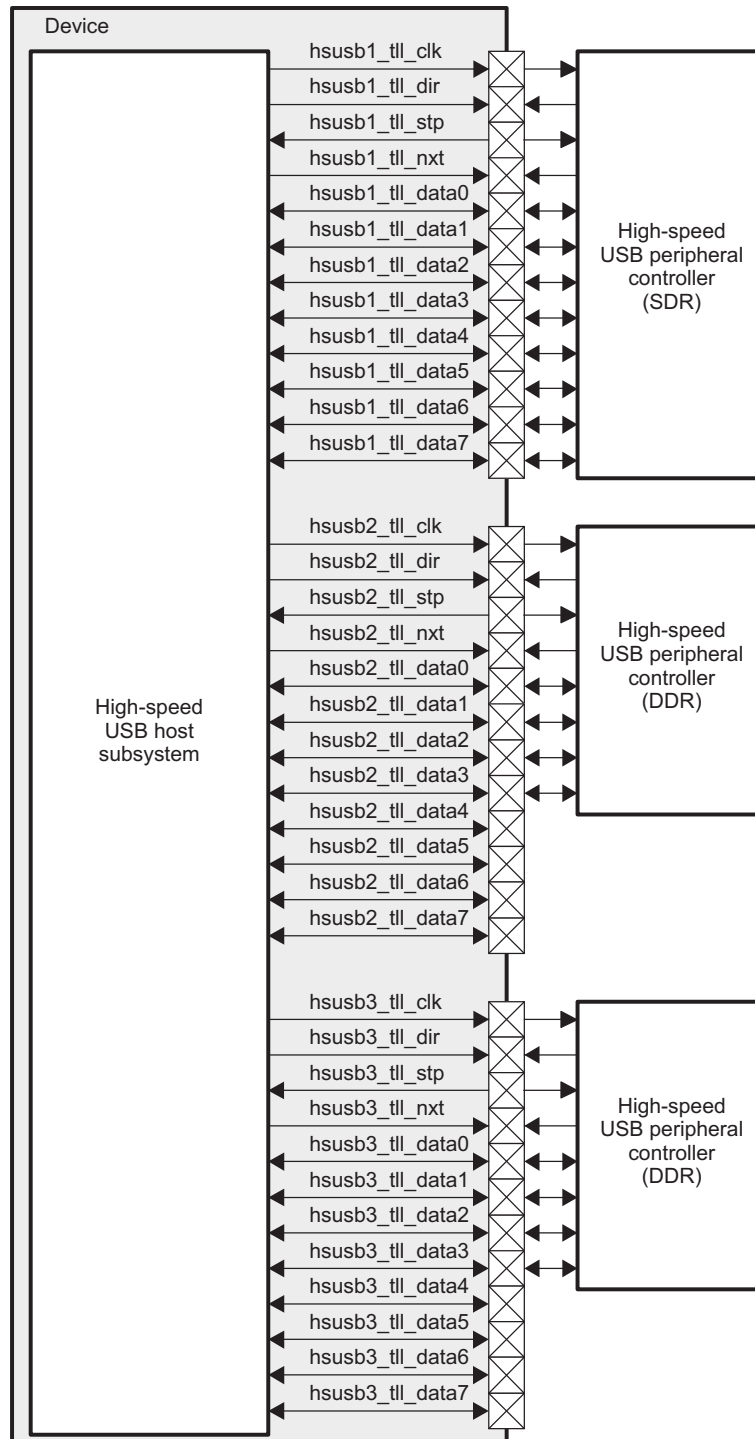 Device
hsusb1_tll_clk
hsusb1_tll_dir
hsusb1_tll_stp
hsusb1_tll_nxt
hsusb1_tll_data0
hsusb1_tll_data1
hsusb1_tll_data2
hsusb1_tll_data3
hsusb1_tll_data4
hsusb1_tll_data5
hsusb1_tll_data6
hsusb1_tll_data7
High-speed
USB peripheral
controller
(SDR)
hsusb2_tll_clk
hsusb2_tll_dir
hsusb2_tll_stp
hsusb2_tll_nxt
hsusb2_tll_data0
hsusb2_tll_data1
hsusb2_tll_data2
hsusb2_tll_data3
hsusb2_tll_data4
hsusb2_tll_data5
hsusb2_tll_data6
hsusb2_tll_data7
High-speed
USB peripheral
controller
(DDR)
High-speed
USB host
subsystem
hsusb3_tll_clk
hsusb3_tll_dir
hsusb3_tll_stp
hsusb3_tll_nxt
hsusb3_tll_data0
hsusb3_tll_data1
hsusb3_tll_data2
hsusb3_tll_data3
hsusb3_tll_data4
hsusb3_tll_data5
hsusb3_tll_data6
hsusb3_tll_data7
High-speed
USB peripheral
controller
(DDR)